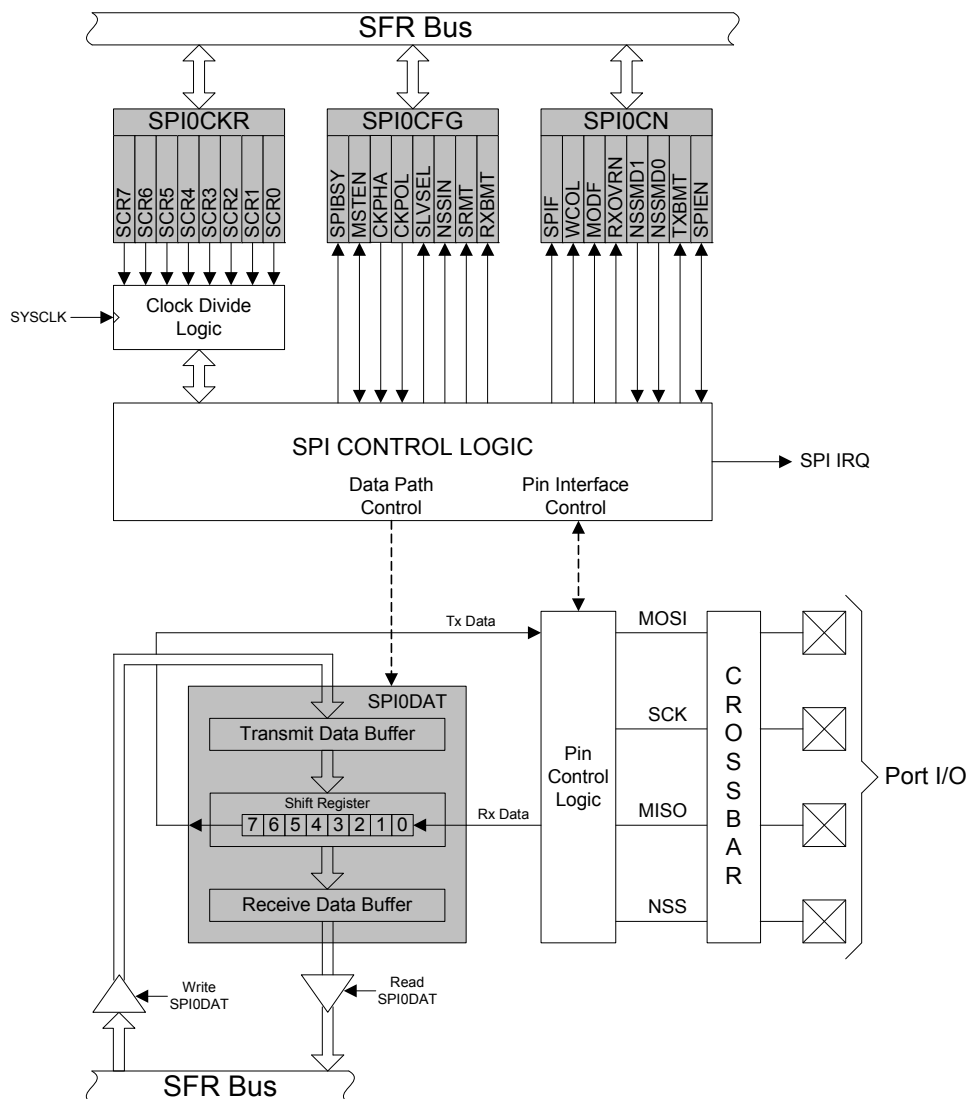 SFR Bus
SPI0CKR
SPI0CFG
SPI0CN
SCR7
SCR6
SCR5
SCR4
SCR3
SCR2
SCR1
SCR0
SPIBSY
MSTEN
CKPHA
CKPOL
SLVSEL
NSSIN
SRMT
RXBMT
SPIF
WCOL
MODF
RXOVRN
NSSMD1
NSSMD0
TXBMT
SPIEN
SYSCLK
Clock Divide
Logic
SPI CONTROL LOGIC
SPI IRQ
Data Path
Control
Pin Interface
Control
Tx Data
MOSI
SPI0DAT
Transmit Data Buffer
SCK
Shift Register
7 6 5 4 3 2 1 0
Rx Data
Pin
Control
Logic
MISO
CROSSBAR
Port I/O
Receive Data Buffer
NSS
Write
SPI0DAT
Read
SPI0DAT
SFR Bus